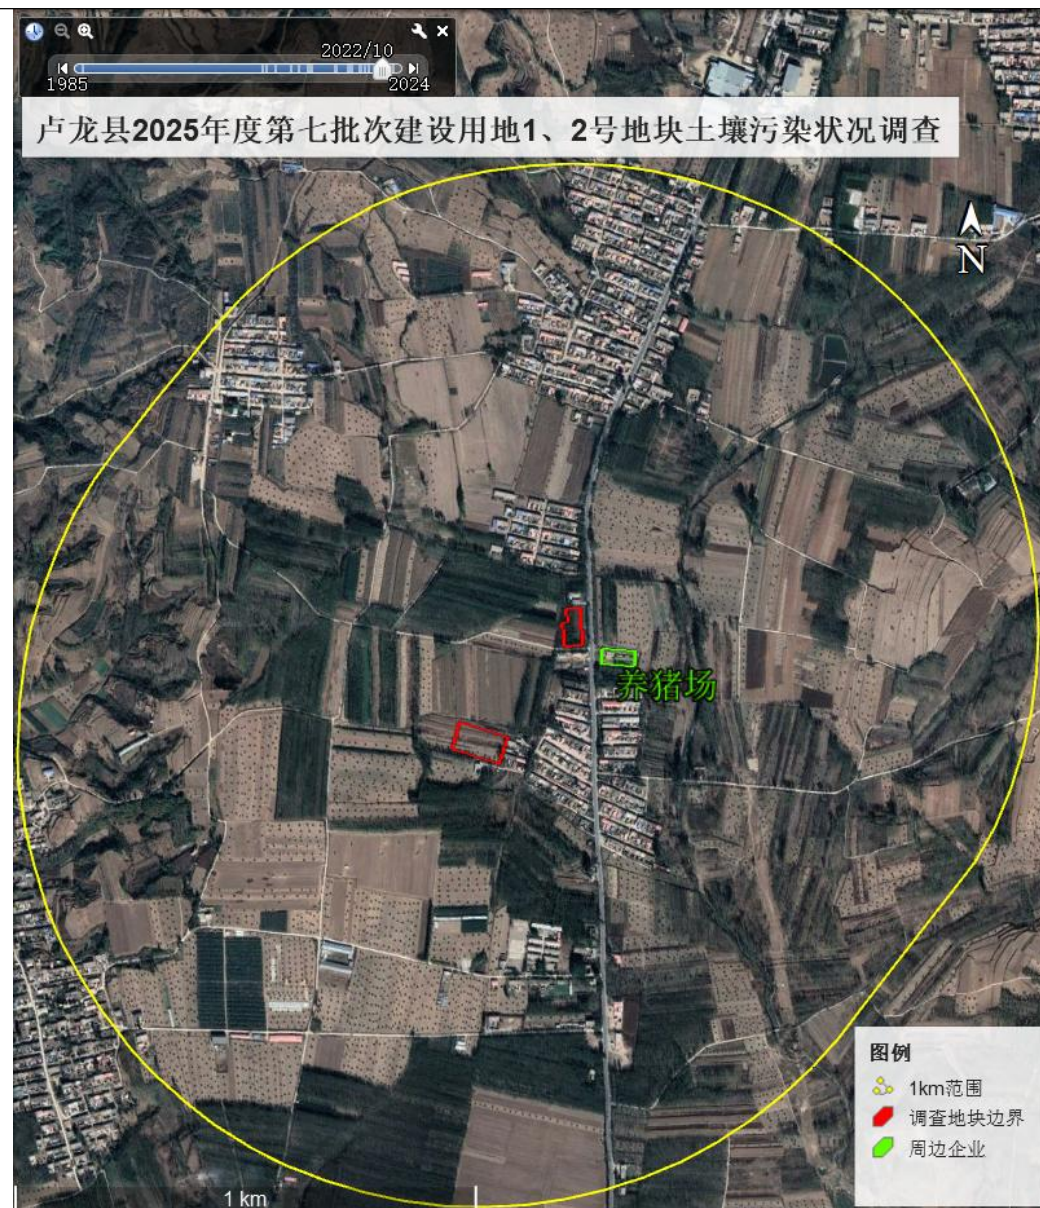 2022/10
1985
2024
卢龙县2025年度第七批次建设用地1、2号地块土壤污染状况调查
N
养猪场
图例
1km范围
调查地块边界
周边企业
1 km